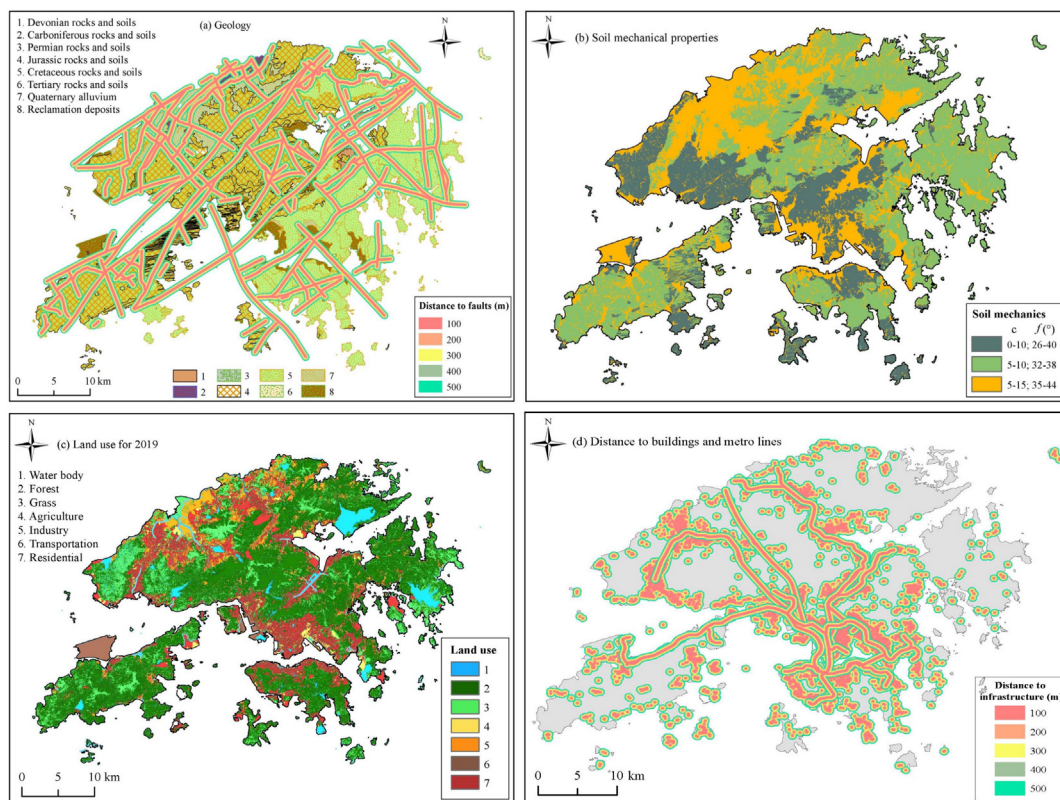 1. Devonian rocks and soils
2. Carboniferous rocks and soils
3. Permian rocks and soils
4. Jurassic rocks and soils
5. Cretaceous rocks and soils
6. Tertiary rocks and soils
7. Quaternary alluvium
8. Reclamation deposits
(a) Geology
N
Distance to faults (m)
100
200
300
400
500
0 5 10 km
1 3 5 7
2 4 6 8
N
(b) Soil mechanical properties
Soil mechanics
c f (°)
0-10; 26-40
5-10; 32-38
5-15; 35-44
0 5 10 km
N
(c) Land use for 2019
1. Water body
2. Forest
3. Grass
4. Agriculture
5. Industry
6. Transportation
7. Residential
Land use
1
2
3
4
5
6
7
0 5 10 km
N
(d) Distance to buildings and metro lines
Distance to
infrastructure (m
100
200
300
400
500
0 5 10 km